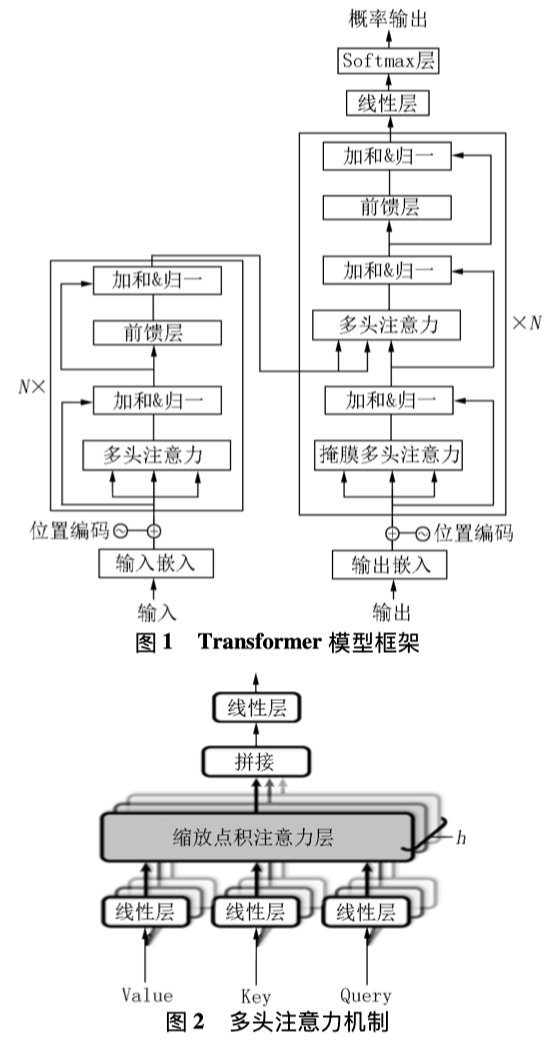 概率输出
Softmax层
线性层
加和&归一
前馈层
加和&归一
多头注意力
×N
加和&归一
掩膜多头注意力
位置编码
输出嵌入
输出
加和&归一
前馈层
N×
加和&归一
多头注意力
位置编码
输入嵌入
输入
图1 Transformer 模型框架
线性层
拼接
缩放点积注意力层
h
线性层 线性层 线性层
Value Key Query
图2 多头注意力机制